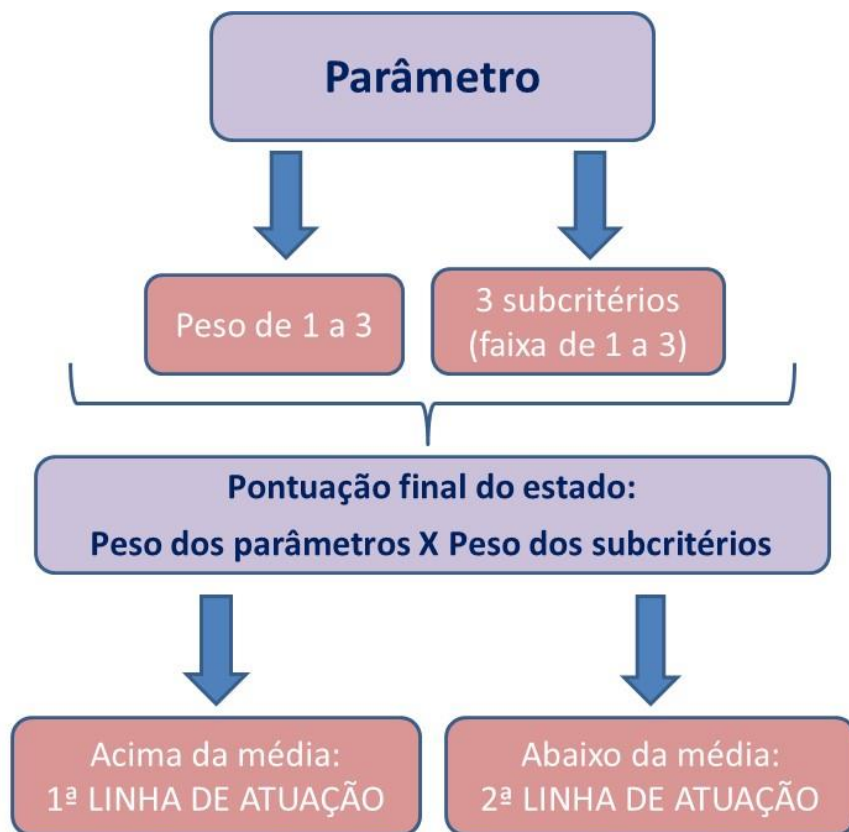 Parâmetro
Peso de 1 a 3
3 subcritérios
(faixa de 1 a 3)
Pontuação final do estado:
Peso dos parâmetros X Peso dos subcritérios
Acima da média:
1ª LINHA DE ATUAÇÃO
Abaixo da média:
2ª LINHA DE ATUAÇÃO